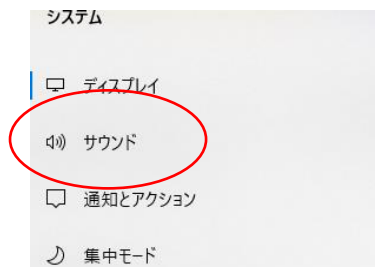 システム
ディスプレイ
サウンド
通知とアクション
集中モード